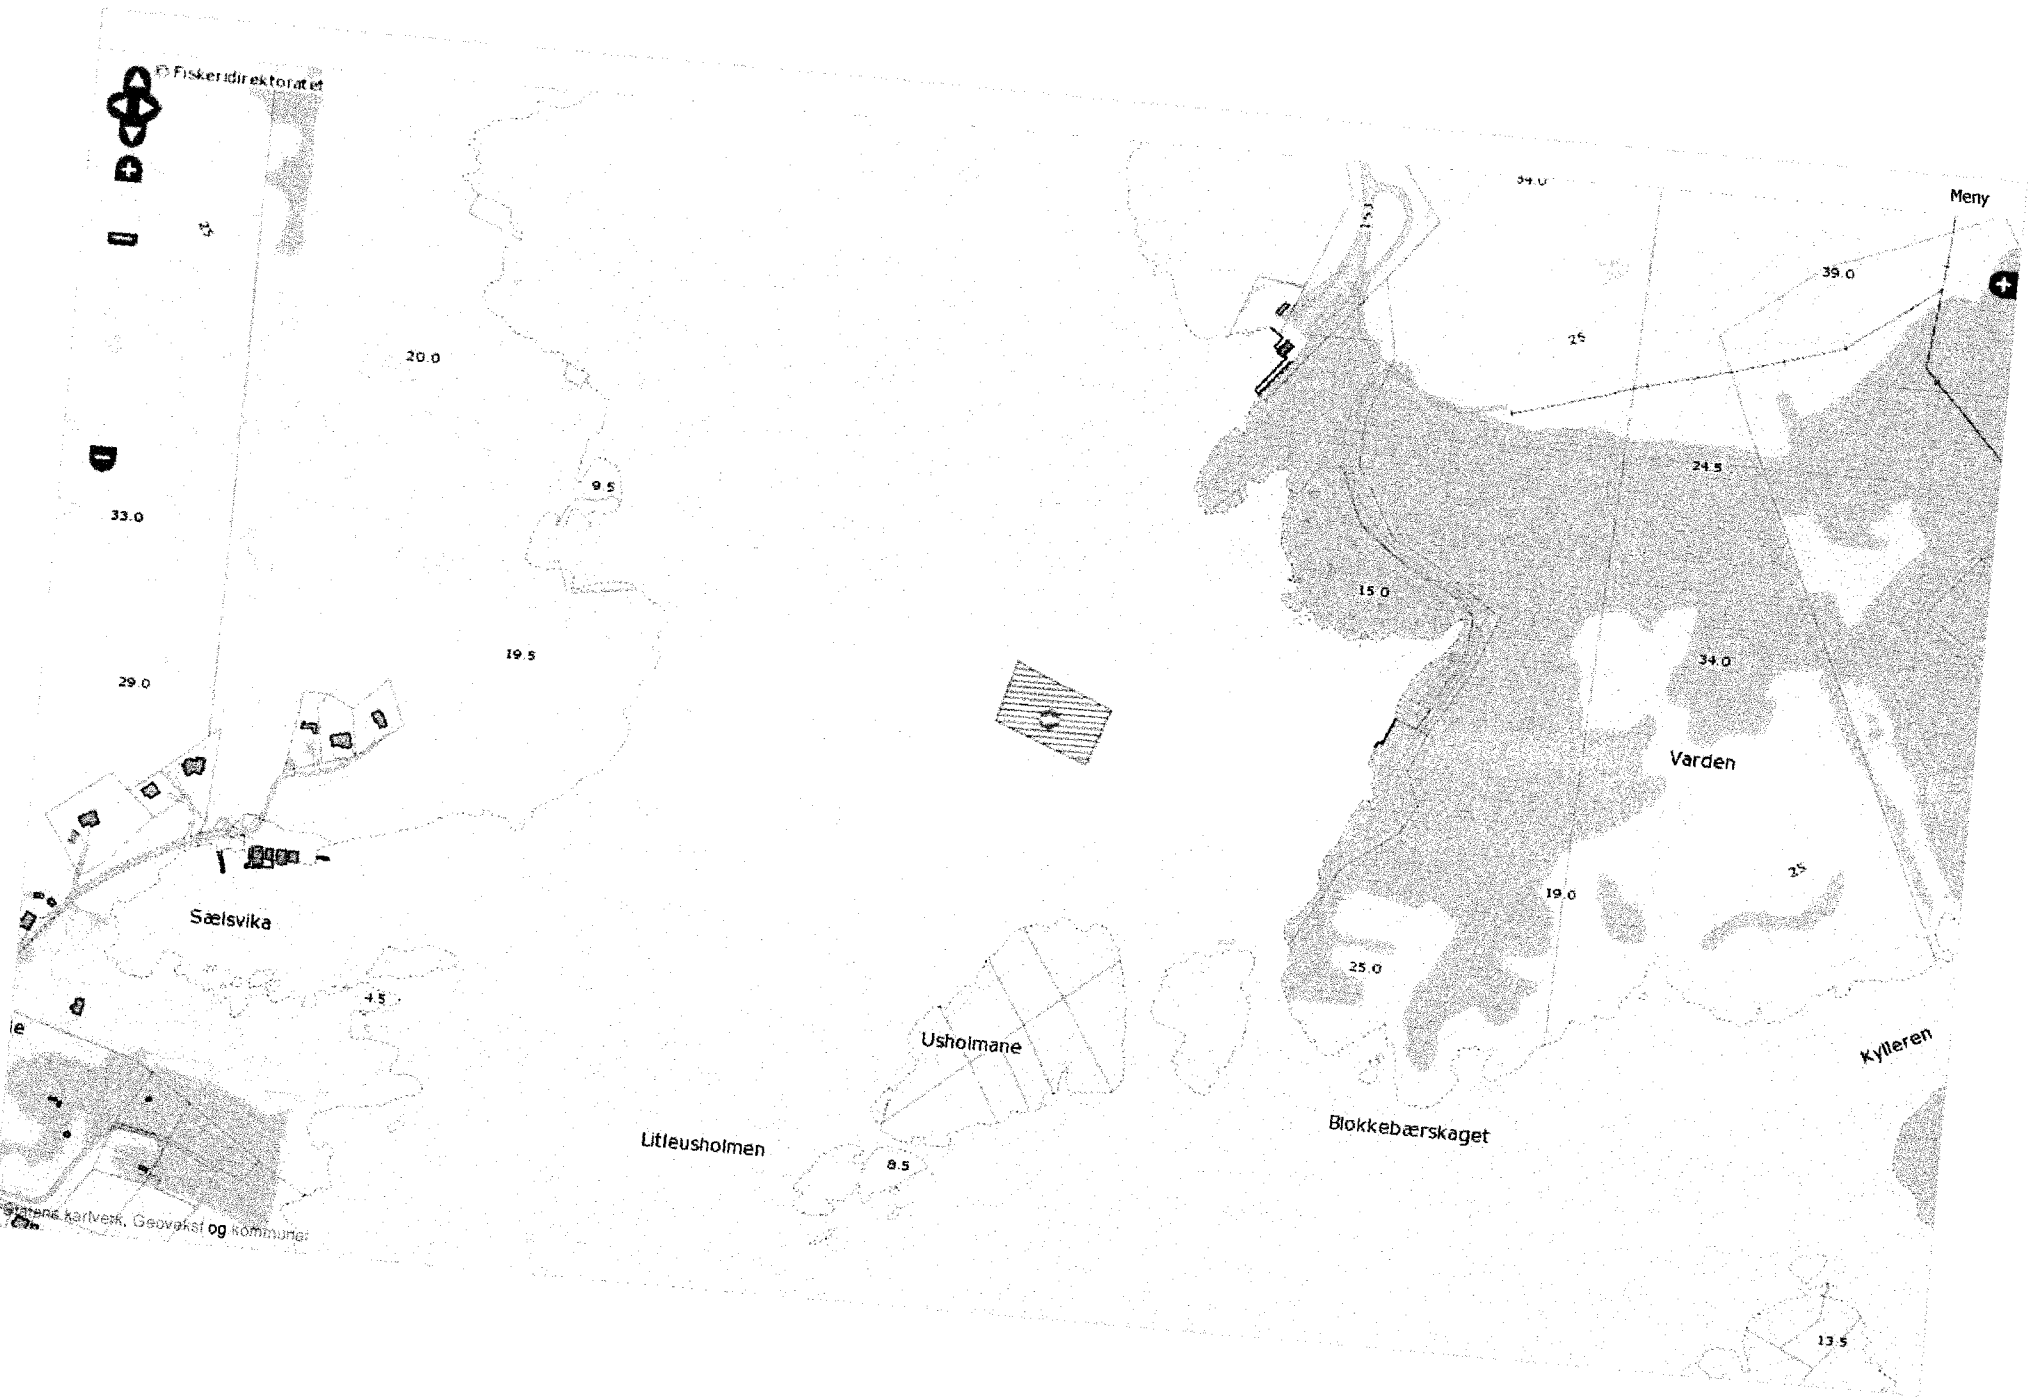 © Fiskeridirektoratet
34.0
Meny
39.0
25
20.0
24.5
9.5
33.0
15.0
19.5
34.0
29.0
Varden
25
19.0
Sælsvika
25.0
4.5
Usholmane
Kylleren
Blokkebærskaget
Litleusholmen
8.5
Statens kartverk, Geovekst og kommuner
13.5